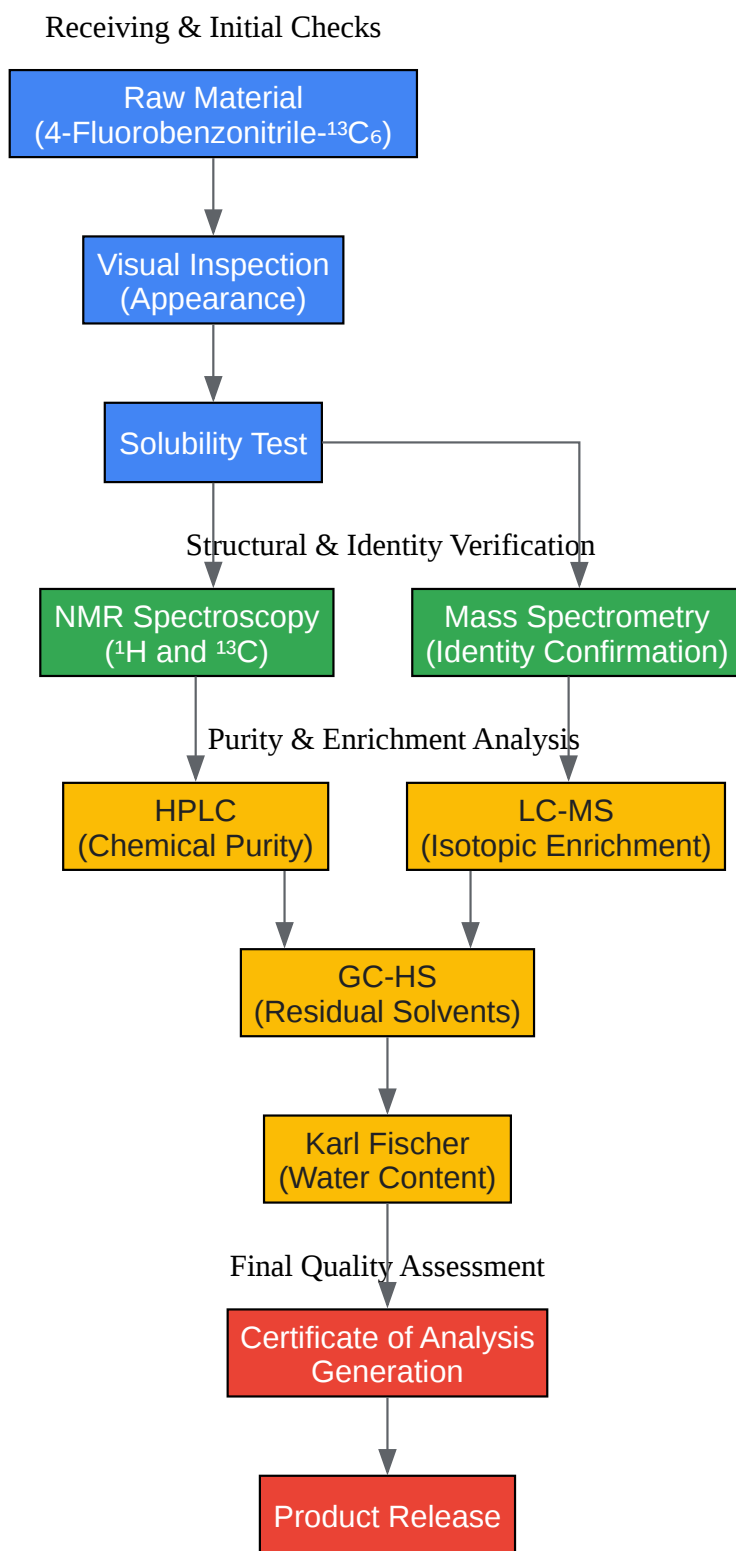 Receiving & Initial Checks
Raw Material
(4-Fluorobenzonitrile-¹³C₆)
Visual Inspection
(Appearance)
Solubility Test
Structural & Identity Verification
NMR Spectroscopy
(¹H and ¹³C)
Mass Spectrometry
(Identity Confirmation)
Purity & Enrichment Analysis
HPLC
(Chemical Purity)
LC-MS
(Isotopic Enrichment)
GC-HS
(Residual Solvents)
Karl Fischer
(Water Content)
Final Quality Assessment
Certificate of Analysis
Generation
Product Release